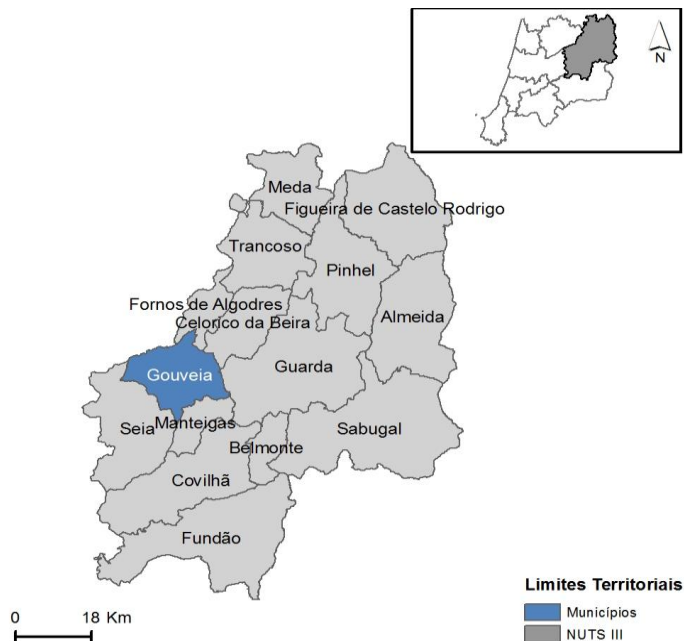 N
Meda
Figueira de Castelo Rodrigo
Trancoso
Pinhel
Fornos de Algodres
Almeida
Celorico da Beira
Guarda
Gouveia
Manteigas
Seia
Sabugal
Belmonte
Covilhã
Fundão
Limites Territoriais
Municípios
NUTS III
0 18 Km